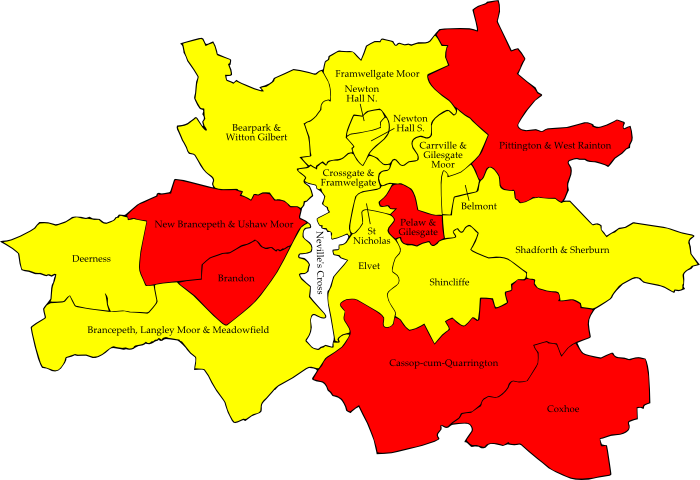 Framwellgate Moor
Newton
Hall N.
Newton
Hall S.
Bearpark &
Witton Gilbert
Carrville &
Gilesgate
Moor
Pittington & West Rainton
Crossgate &
Framwelgate
Belmont
New Brancepeth & Ushaw Moor
Pelaw &
Gilesgate
St
Nicholas
Neville's Cross
Shadforth & Sherburn
Deerness
Elvet
Brandon
Shincliffe
Brancepeth, Langley Moor & Meadowfield
Cassop-cum-Quarrington
Coxhoe